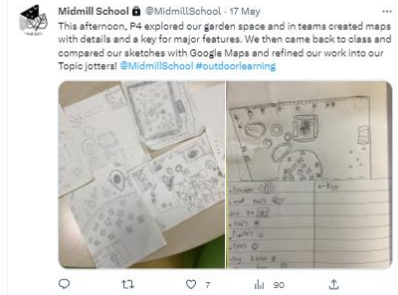 Midmill School @MidmillSchool · 17 May
This afternoon, P4 explored our garden space and in teams created maps
with details and a key for major features. We then came back to class and
compared our sketches with Google Maps and refined our work into our
Topic jotters! @MidmillSchool #outdoorlearning
7
90